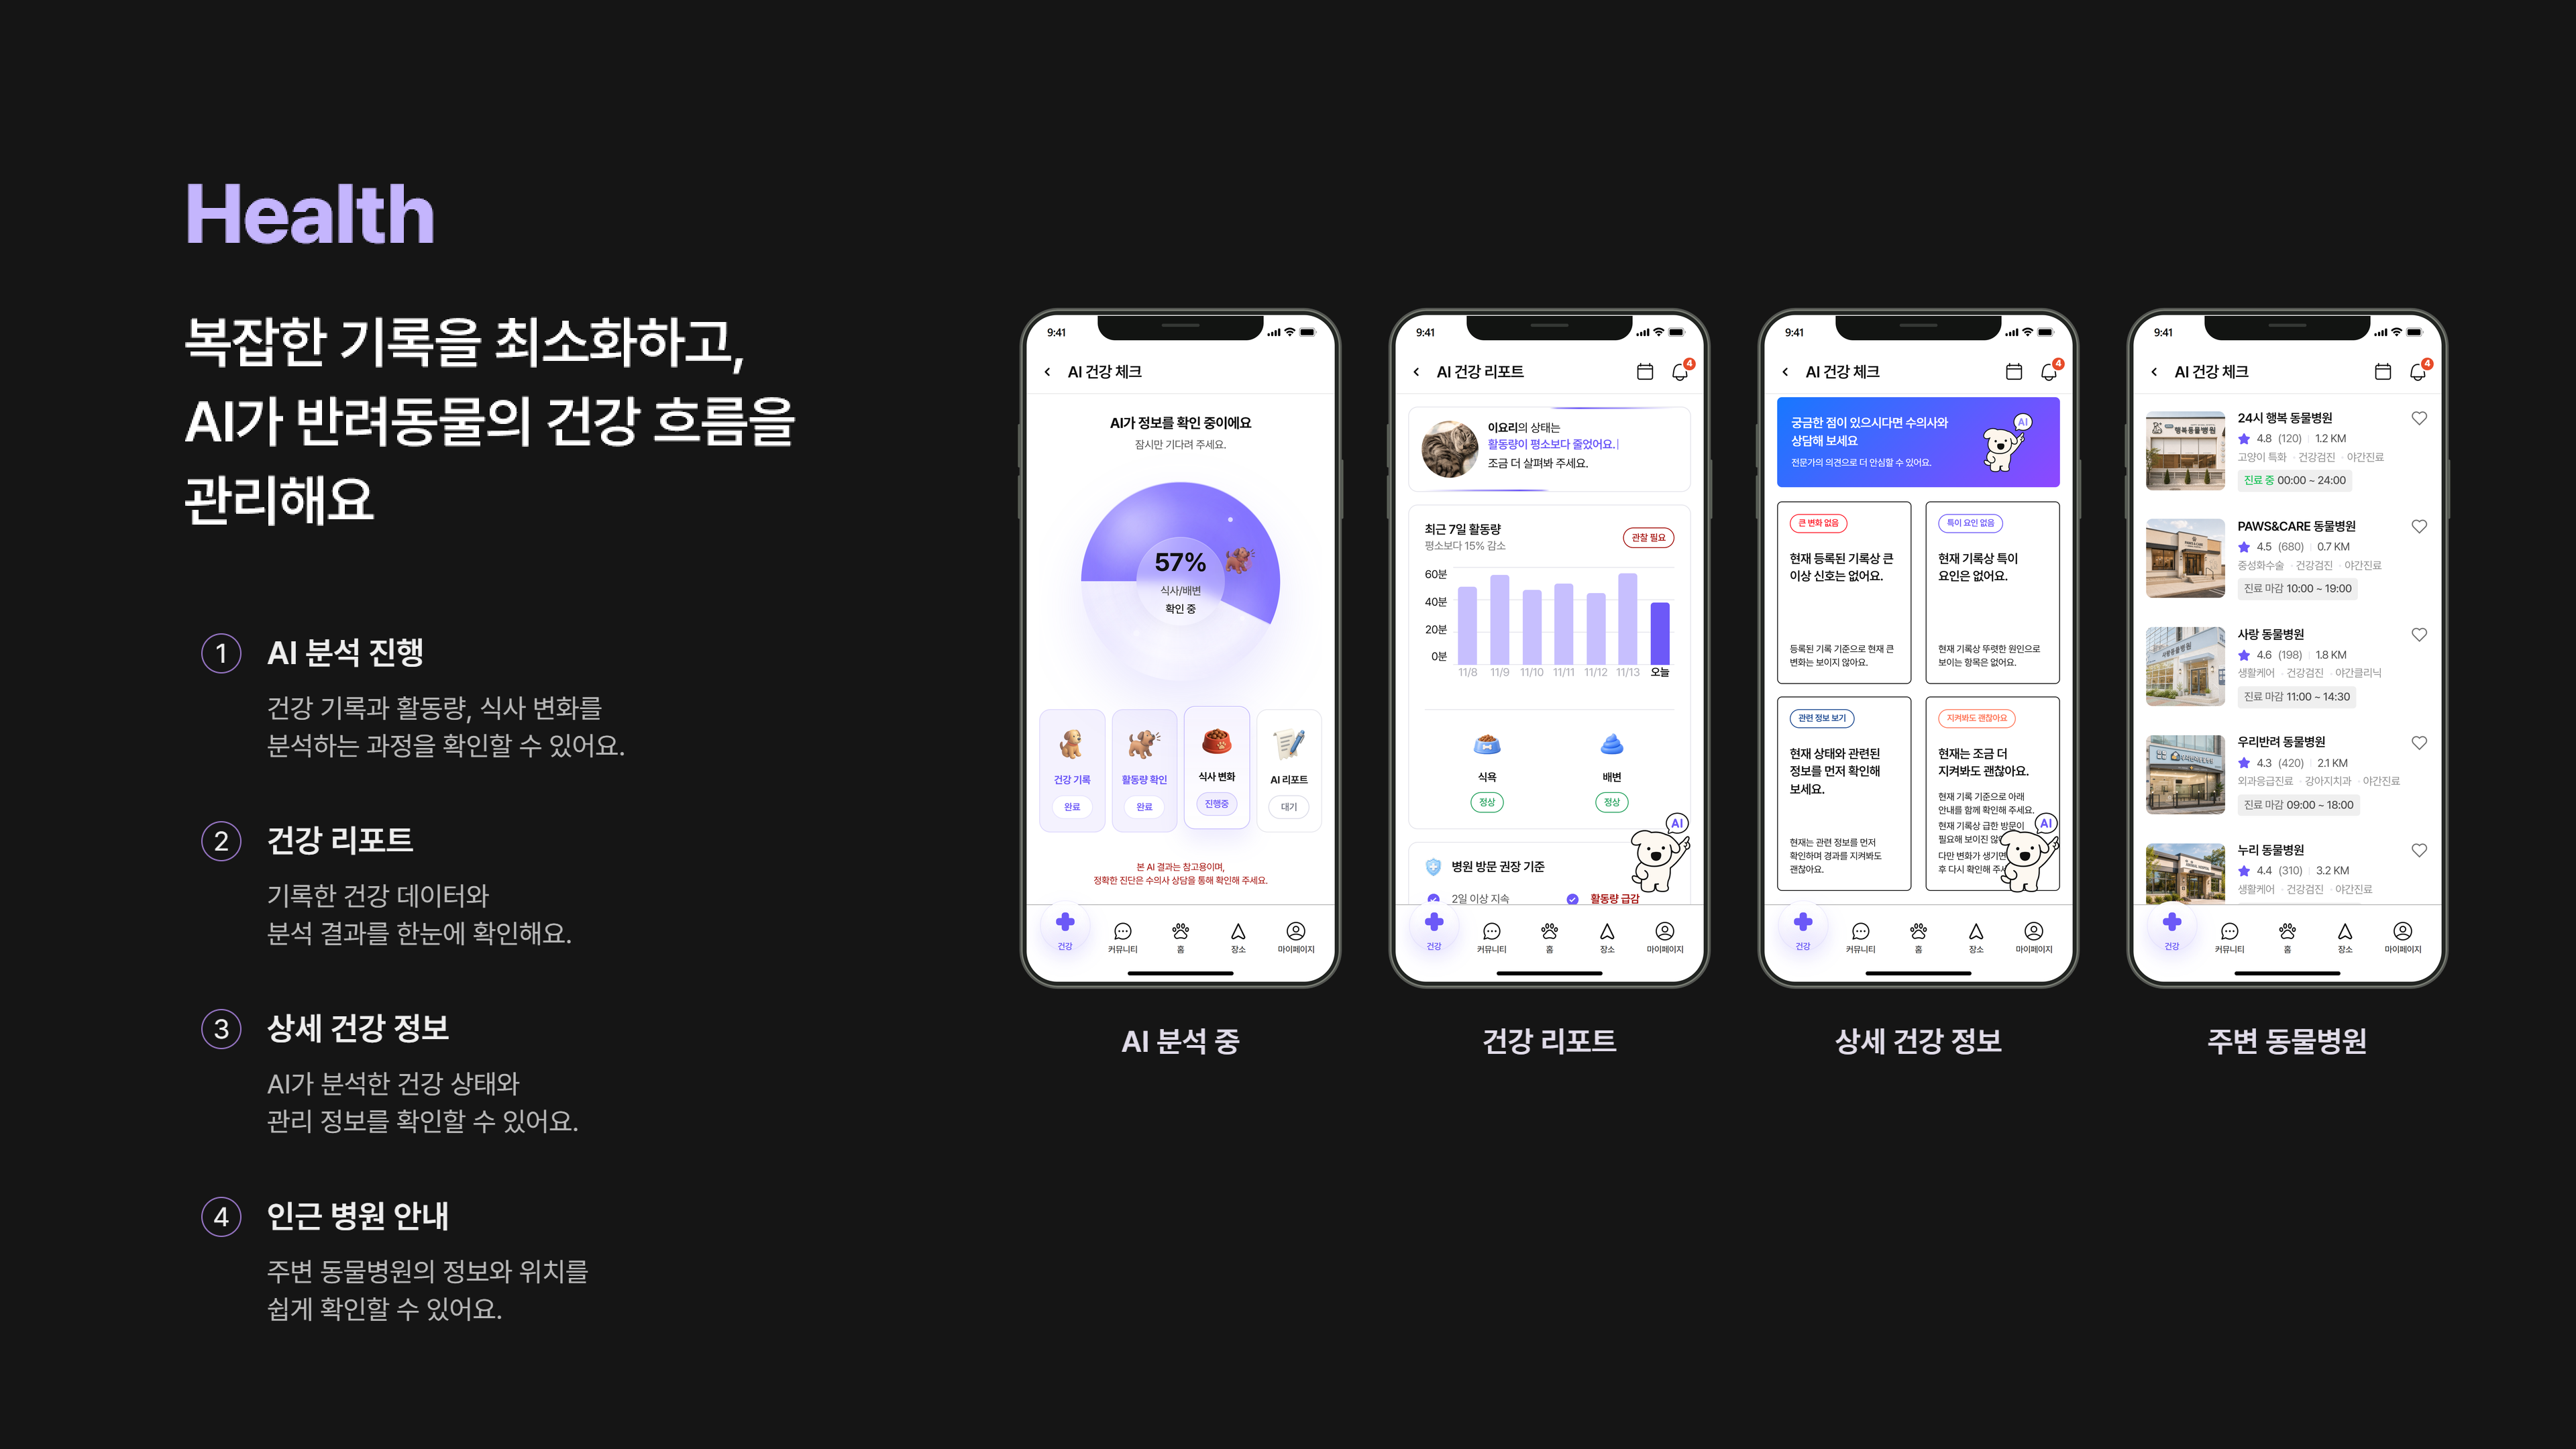 Health
복잡한 기록을 최소화하고,
AI가 반려동물의 건강 흐름을
관리해요
1
AI 분석 진행
건강 기록과 활동량, 식사 변화를
분석하는 과정을 확인할 수 있어요.
2
건강 리포트
기록한 건강 데이터와
분석 결과를 한눈에 확인해요.
3
상세 건강 정보
AI가 분석한 건강 상태와
관리 정보를 확인할 수 있어요.
4
인근 병원 안내
주변 동물병원의 정보와 위치를
쉽게 확인할 수 있어요.
9:41
AI 건강 체크
AI가 정보를 확인 중이에요
잠시만 기다려 주세요.
57%
식사/배변
확인 중
건강 기록
완료
활동량 확인
완료
식사 변화
진행중
AI 리포트
대기
본 AI 결과는 참고용이며,
정확한 진단은 수의사 상담을 통해 확인해 주세요.
건강
커뮤니티
홈
장소
마이페이지
AI 분석 중
9:41
AI 건강 리포트
4
이요리의 상태는
활동량이 평소보다 줄었어요.|
조금 더 살펴봐 주세요.
최근 7일 활동량
평소보다 15% 감소
관찰 필요
60분
40분
20분
0분
11/8 11/9 11/10 11/11 11/12 11/13 오늘
식욕
정상
배변
정상
AI
병원 방문 권장 기준
2일 이상 지속
활동량 급감
건강
커뮤니티
홈
장소
마이페이지
건강 리포트
9:41
AI 건강 체크
4
궁금한 점이 있으시다면 수의사와
상담해 보세요
전문가의 의견으로 더 안심할 수 있어요.
AI
큰 변화 없음
현재 등록된 기록상 큰
이상 신호는 없어요.
등록된 기록 기준으로 현재 큰
변화는 보이지 않아요.
특이 요인 없음
현재 기록상 특이
요인은 없어요.
현재 기록상 뚜렷한 원인으로
보이는 항목은 없어요.
관련 정보 보기
현재 상태와 관련된
정보를 먼저 확인해
보세요.
현재는 관련 정보를 먼저
확인하며 경과를 지켜봐도
괜찮아요.
지켜봐도 괜찮아요
현재는 조금 더
지켜봐도 괜찮아요.
현재 기록 기준으로 아래
안내를 함께 확인해 주세요.
현재 기록상 급한 방문이
필요해 보이진
다만 변화가 생기면
후 다시 확인해
AI
건강
커뮤니티
홈
장소
마이페이지
상세 건강 정보
9:41
AI 건강 체크
4
행복동물병원
24시 행복 동물병원
4.8 (120) | 1.2 KM
고양이 특화 · 건강검진 · 야간진료
진료 중 00:00 ~ 24:00
PAWS&CARE 동물병원
4.5 (680) | 0.7 KM
중성화수술 · 건강검진 · 야간진료
진료 마감 10:00 ~ 19:00
사랑 동물병원
4.6 (198) | 1.8 KM
생활케어 · 건강검진 · 야간클리닉
진료 마감 11:00 ~ 14:30
우리반려 동물병원
4.3 (420) | 2.1 KM
외과응급진료 · 강아지치과 · 야간진료
진료 마감 09:00 ~ 18:00
누리 동물병원
4.4 (310) | 3.2 KM
생활케어 · 건강검진 · 야간진료
건강
커뮤니티
홈
장소
마이페이지
주변 동물병원